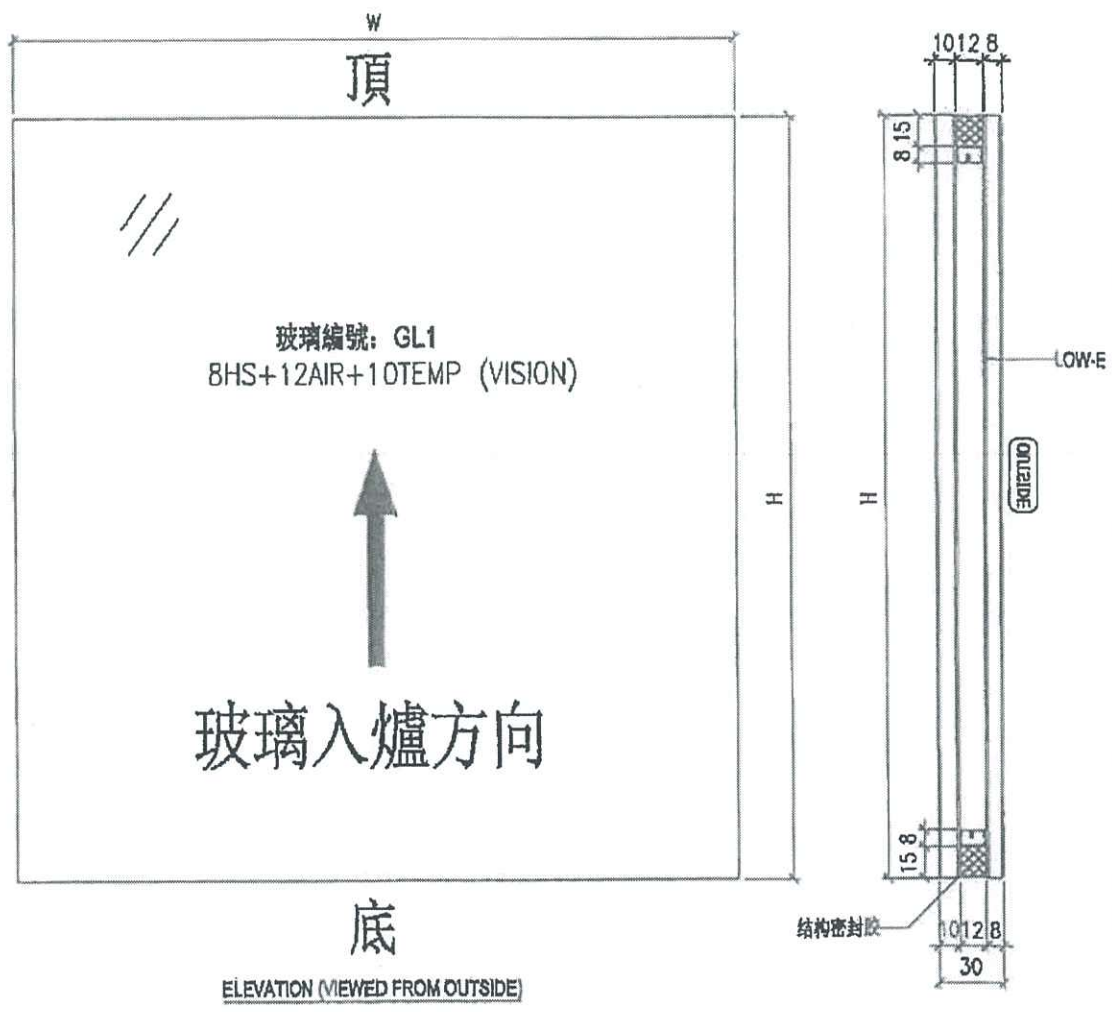 W
頂
玻璃編號：GL1
8HS+12AIR+10TEMP (VISION)
玻璃入爐方向
底
ELEVATION (VIEWED FROM OUTSIDE)
H
10 12 8
15
8
H
LOW-E
OUTSIDE
8
15
结构密封胶
10 12 8
30